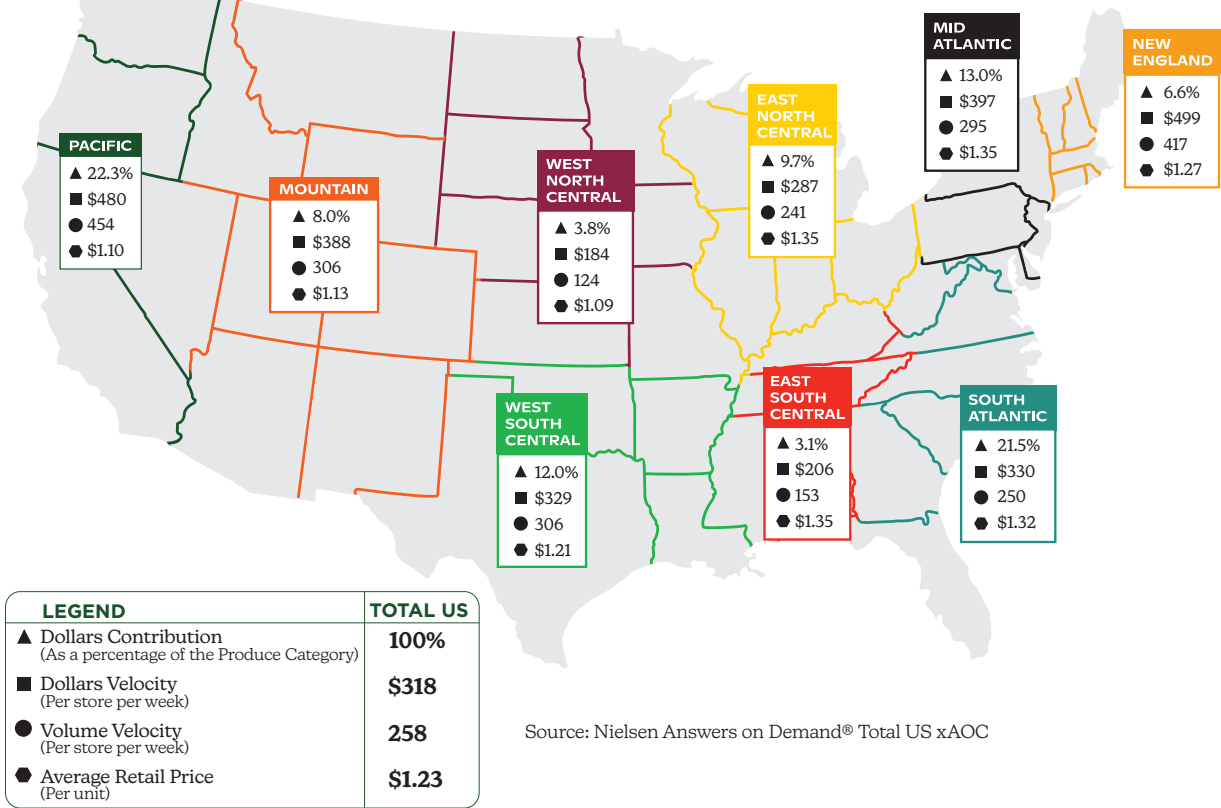 MID
ATLANTIC
▲ 13.0%
■ $397
● 295
⬣ $1.35
NEW
ENGLAND
▲ 6.6%
■ $499
● 417
⬣ $1.27
EAST
NORTH
CENTRAL
▲ 9.7%
■ $287
● 241
⬣ $1.35
PACIFIC
▲ 22.3%
■ $480
● 454
⬣ $1.10
WEST
NORTH
CENTRAL
▲ 3.8%
■ $184
● 124
⬣ $1.09
MOUNTAIN
▲ 8.0%
■ $388
● 306
⬣ $1.13
EAST
SOUTH
CENTRAL
▲ 3.1%
■ $206
● 153
⬣ $1.35
SOUTH
ATLANTIC
▲ 21.5%
■ $330
● 250
⬣ $1.32
WEST
SOUTH
CENTRAL
▲ 12.0%
■ $329
● 306
⬣ $1.21
LEGEND TOTAL US
▲ Dollars Contribution 100%
(As a percentage of the Produce Category)
■ Dollars Velocity $318
(Per store per week)
● Volume Velocity 258
(Per store per week)
⬣ Average Retail Price $1.23
(Per unit)
Source: Nielsen Answers on Demand® Total US xAOC